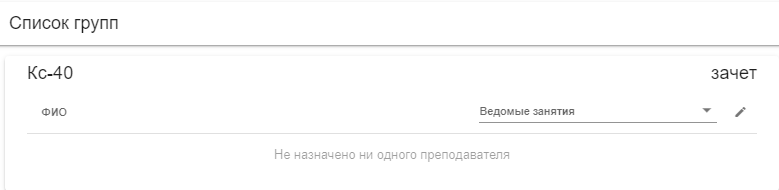 Список групп
Кс-40 зачет
ФИО Ведомые занятия
Не назначено ни одного преподавателя